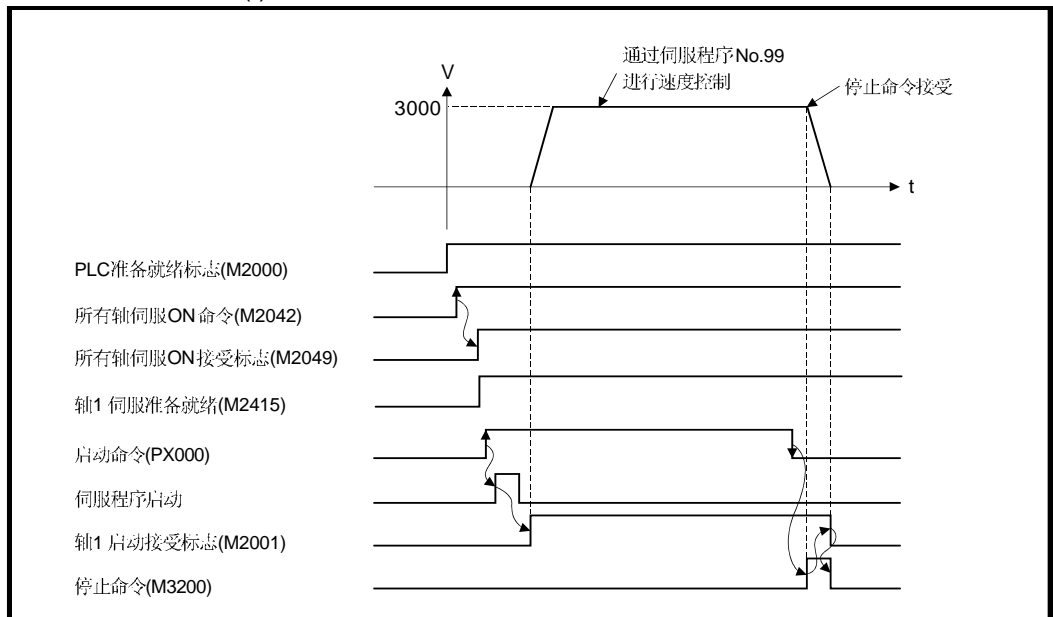 (I)
通过伺服程序No.99
进行速度控制
V
停止命令接受
3000
t
PLC准备就绪标志(M2000)
所有轴伺服ON命令(M2042)
所有轴伺服ON接受标志(M2049)
轴1 伺服准备就绪(M2415)
启动命令(PX000)
伺服程序启动
轴1 启动接受标志(M2001)
停止命令(M3200)